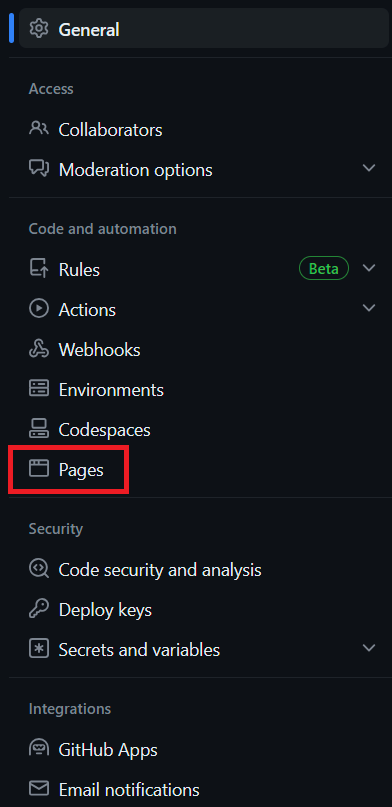 General
Access
Collaborators
Moderation options
Code and automation
Rules Beta
Actions
Webhooks
Environments
Codespaces
Pages
Security
Code security and analysis
Deploy keys
Secrets and variables
Integrations
GitHub Apps
Email notifications